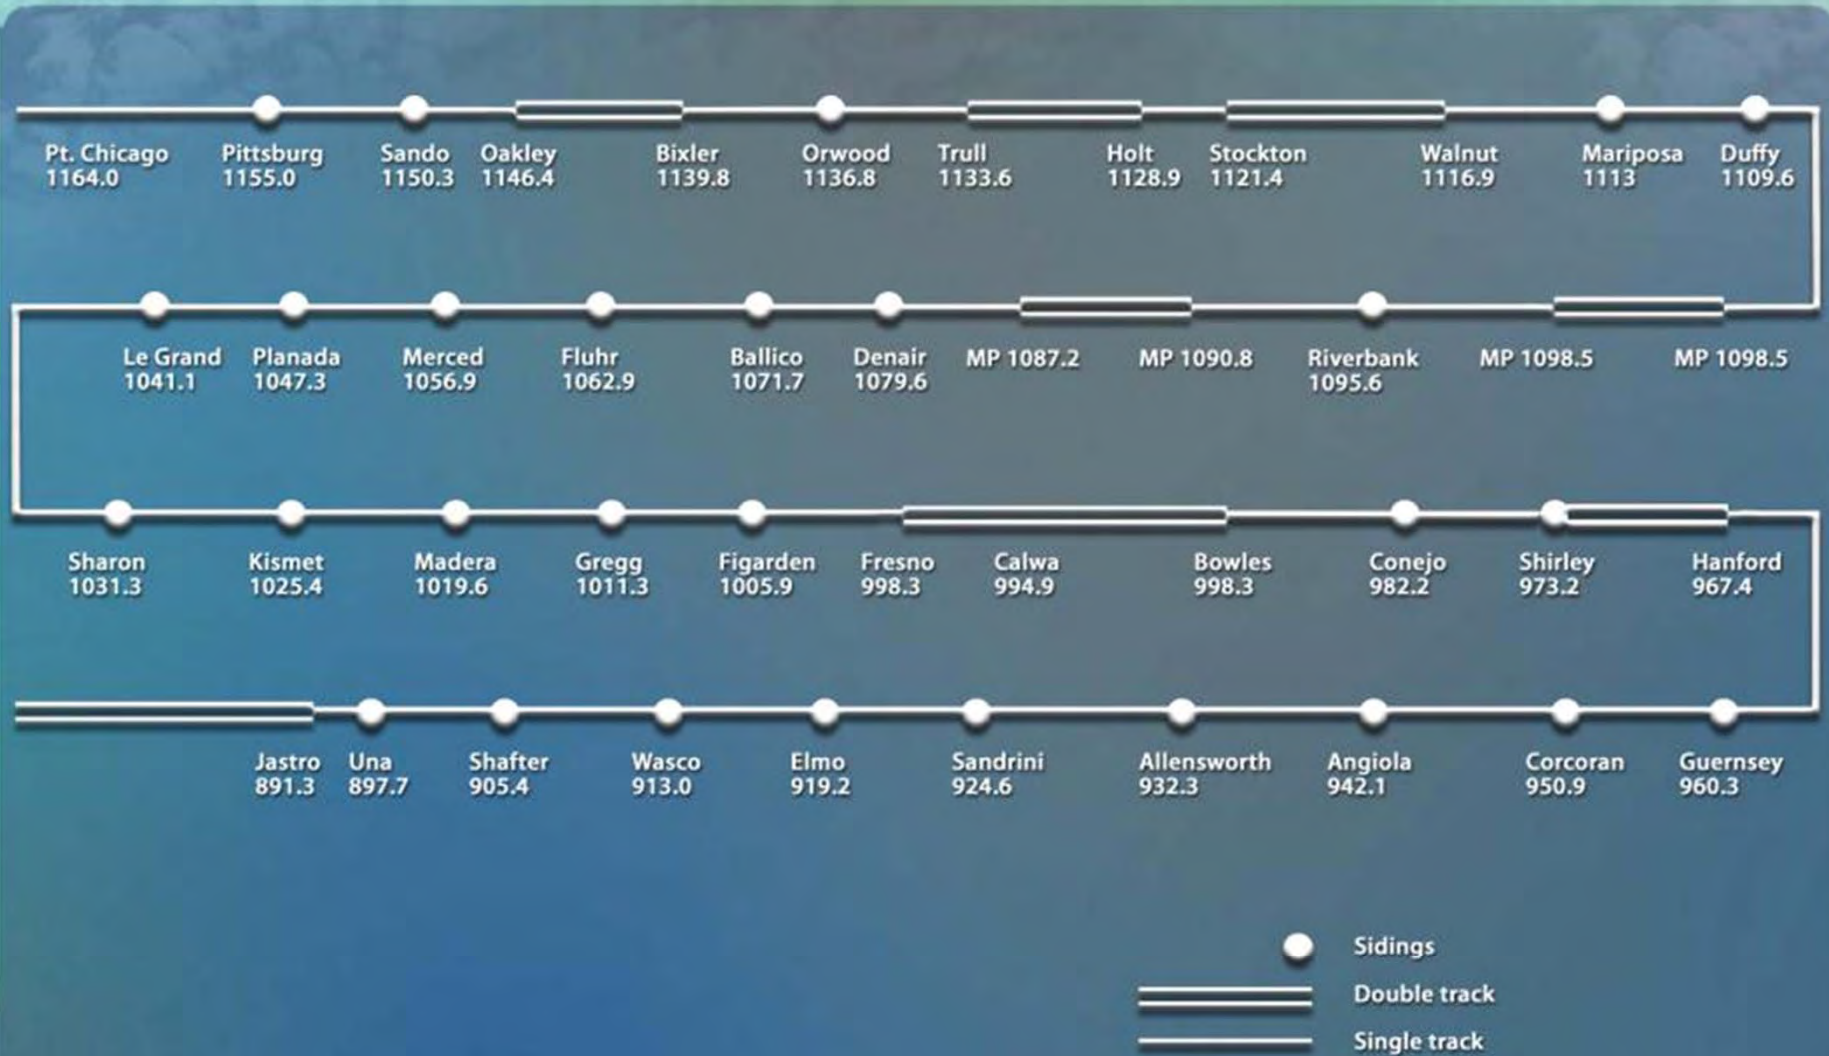 Pt. Chicago
1164.0
Pittsburg
1155.0
Sando
1150.3
Oakley
1146.4
Bixler
1139.8
Orwood
1136.8
Trull
1133.6
Holt
1128.9
Stockton
1121.4
Walnut
1116.9
Mariposa
1113
Duffy
1109.6
Le Grand
1041.1
Planada
1047.3
Merced
1056.9
Fluhr
1062.9
Ballico
1071.7
Denair
1079.6
MP 1087.2
MP 1090.8
Riverbank
1095.6
MP 1098.5
MP 1098.5
Sharon
1031.3
Kismet
1025.4
Madera
1019.6
Gregg
1011.3
Figarden
1005.9
Fresno
998.3
Calwa
994.9
Bowles
998.3
Conejo
982.2
Shirley
973.2
Hanford
967.4
Jastro
891.3
Una
897.7
Shafter
905.4
Wasco
913.0
Elmo
919.2
Sandrini
924.6
Allensworth
932.3
Angiola
942.1
Corcoran
950.9
Guernsey
960.3
Sidings
Double track
Single track